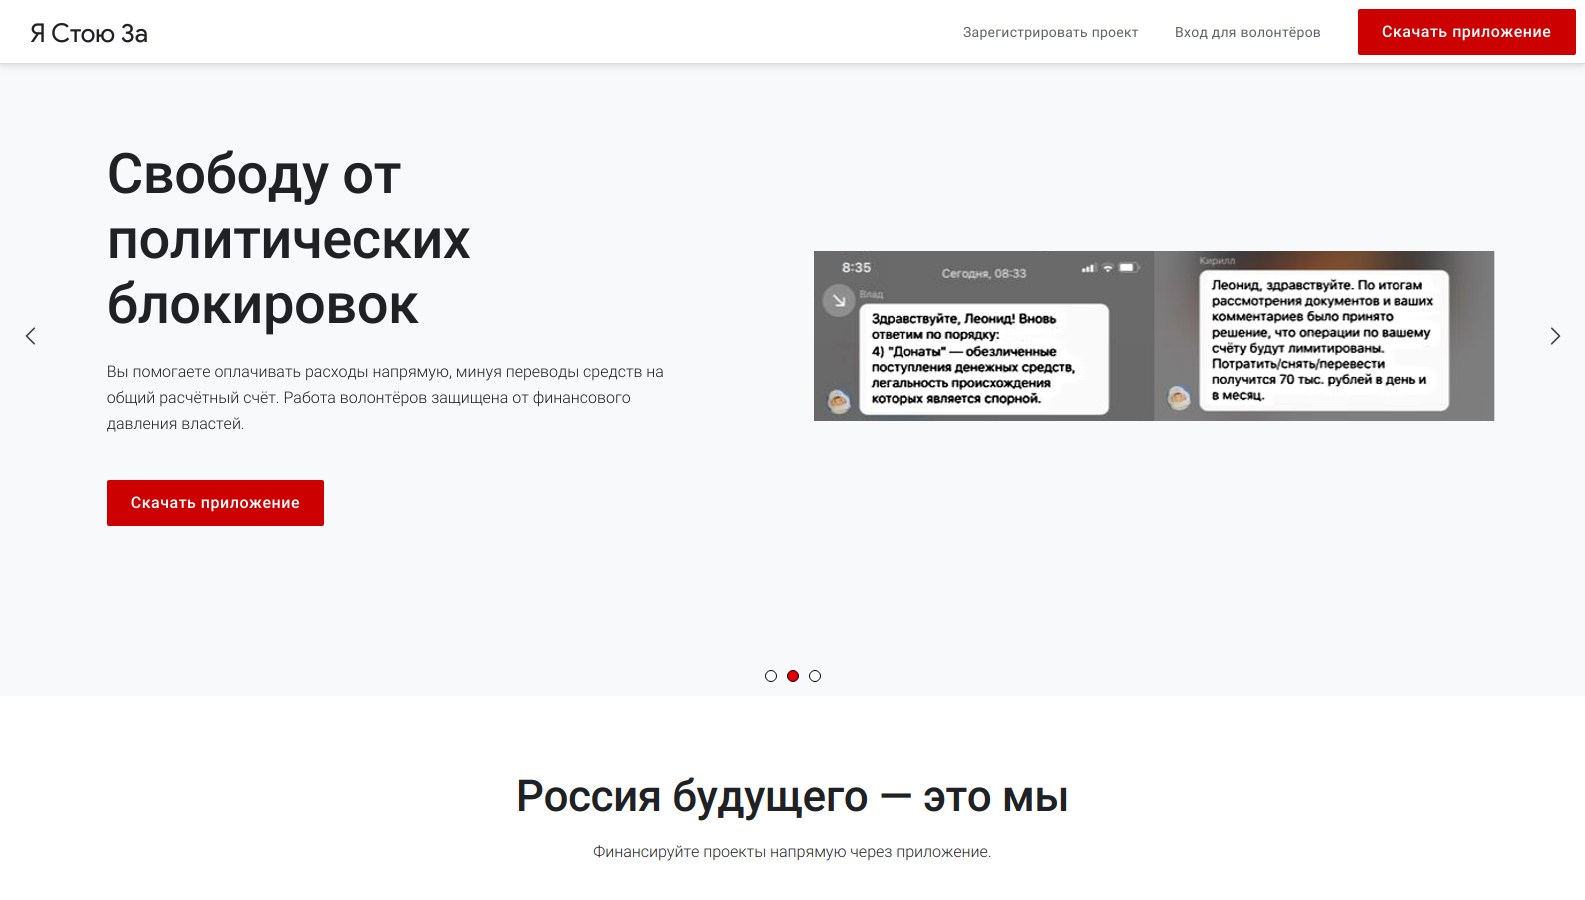 Я Стою За
Зарегистрировать проект
Вход для волонтёров
Скачать приложение
Свободу от
политических
блокировок
Вы помогаете оплачивать расходы напрямую, минуя переводы средств на
общий расчётный счёт. Работа волонтёров защищена от финансового
давления властей.
Скачать приложение
8:35
Сегодня, 08:33
Влад
Здравствуйте, Леонид! Вновь
ответим по порядку:
4) "Донаты" — обезличенные
поступления денежных средств,
легальность происхождения
которых является спорной.
Кирилл
Леонид, здравствуйте. По итогам
рассмотрения документов и ваших
комментариев было принято
решение, что операции по вашему
счёту будут лимитированы.
Потратить/снять/перевести
получится 70 тыс. рублей в день и
в месяц.
Россия будущего — это мы
Финансируйте проекты напрямую через приложение.